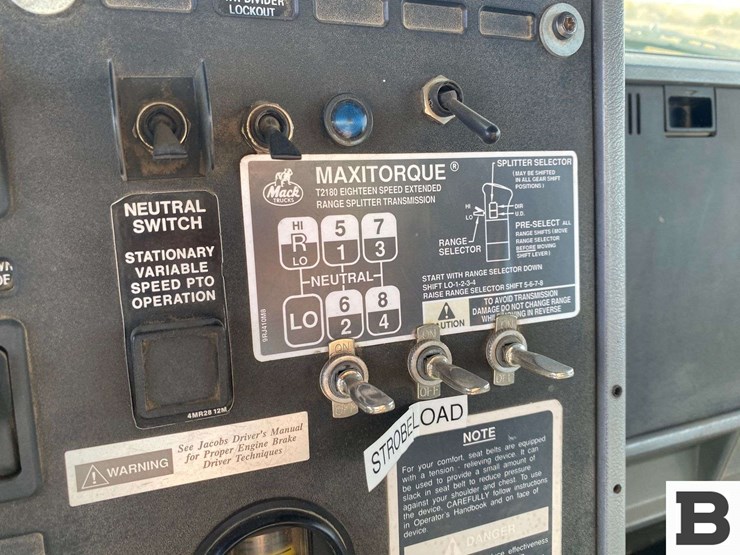 LOCKOUT
NEUTRAL
SWITCH
STATIONARY
VARIABLE
SPEED PTO
OPERATION
4MR28 12M
Mack
TRUCKS
MAXITORQUE®
T2180 EIGHTEEN SPEED EXTENDED
RANGE SPLITTER TRANSMISSION
HI
R
LO
5
1
7
3
NEUTRAL
LO
6
2
8
4
SPLITTER SELECTOR
(MAY BE SHIFTED
IN ALL GEAR SHIFT
POSITIONS)
HI
LO
DIR
U.D.
RANGE
SELECTOR
PRE-SELECT ALL
RANGE SHIFTS (MOVE
RANGE SELECTOR
BEFORE MOVING
SHIFT LEVER)
START WITH RANGE SELECTOR DOWN
SHIFT LO-1-2-3-4
RAISE RANGE SELECTOR SHIFT 5-6-7-8
UTION
TO AVOID TRANSMISSION
DAMAGE DO NOT CHANGE RANGE
IN REVERSE
ON
OFF
STROBE
LOAD
WARNING
See Jacobs Driver's Manual
for Proper Engine Brake
Driver Techniques
NOTE
For your comfort, seat belts are equipped
with a tension - relieving device. It can
be used to provide a small amount of
slack in seat belt to reduce pressure
against your shoulder and chest. To use
the device, CAREFULLY follow instructions
in Operator's Handbook and on face of
device
DANGER
effectiveness
B